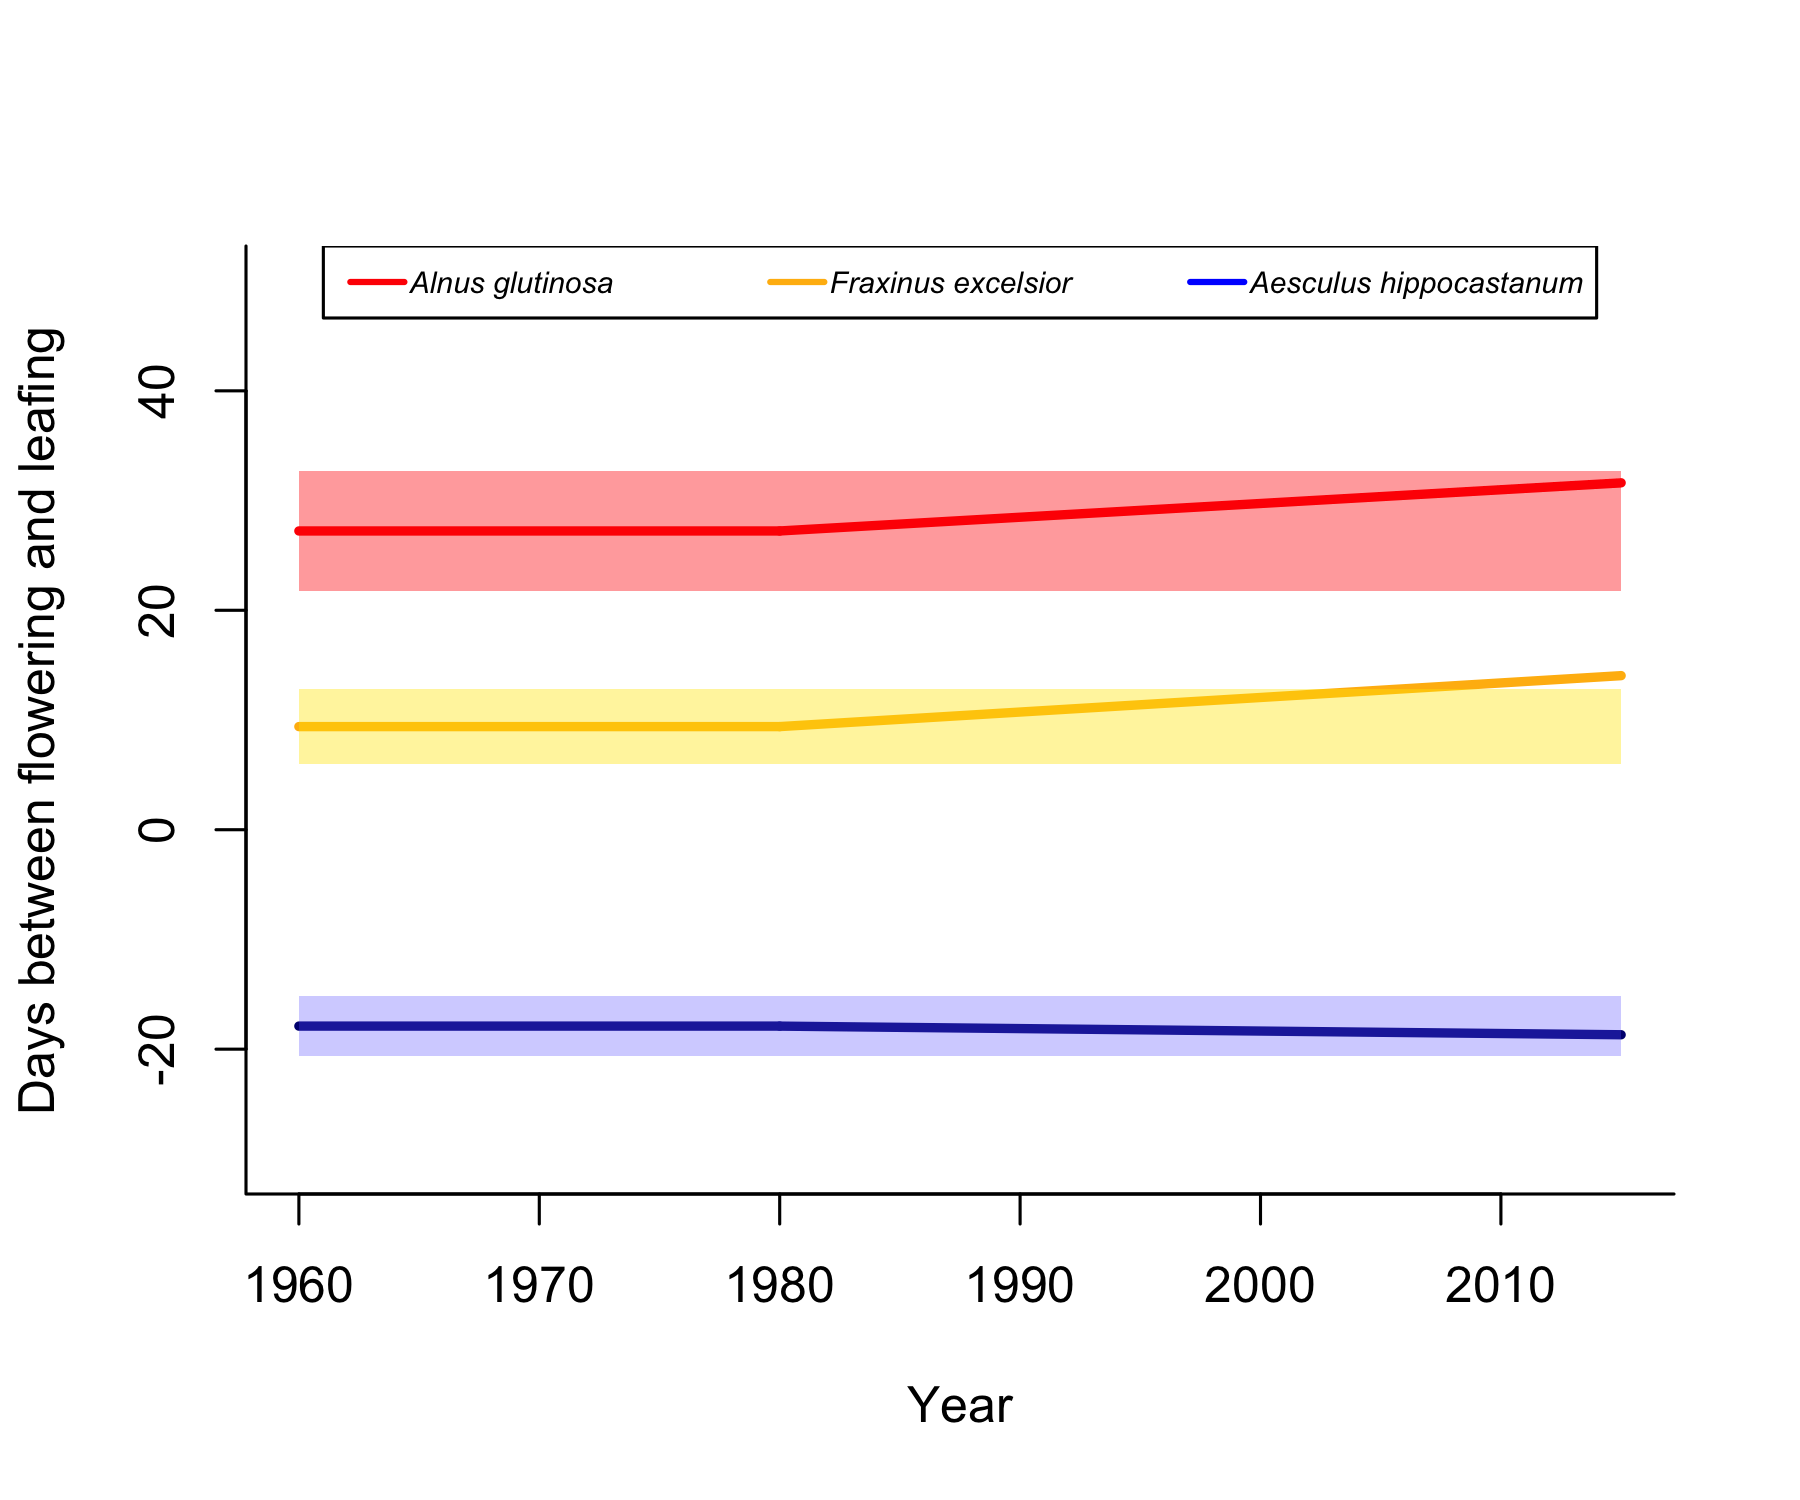 Alnus glutinosa Fraxinus excelsior Aesculus hippocastanum
Days between flowering and leafing
40
20
0
-20
1960 1970 1980 1990 2000 2010
Year